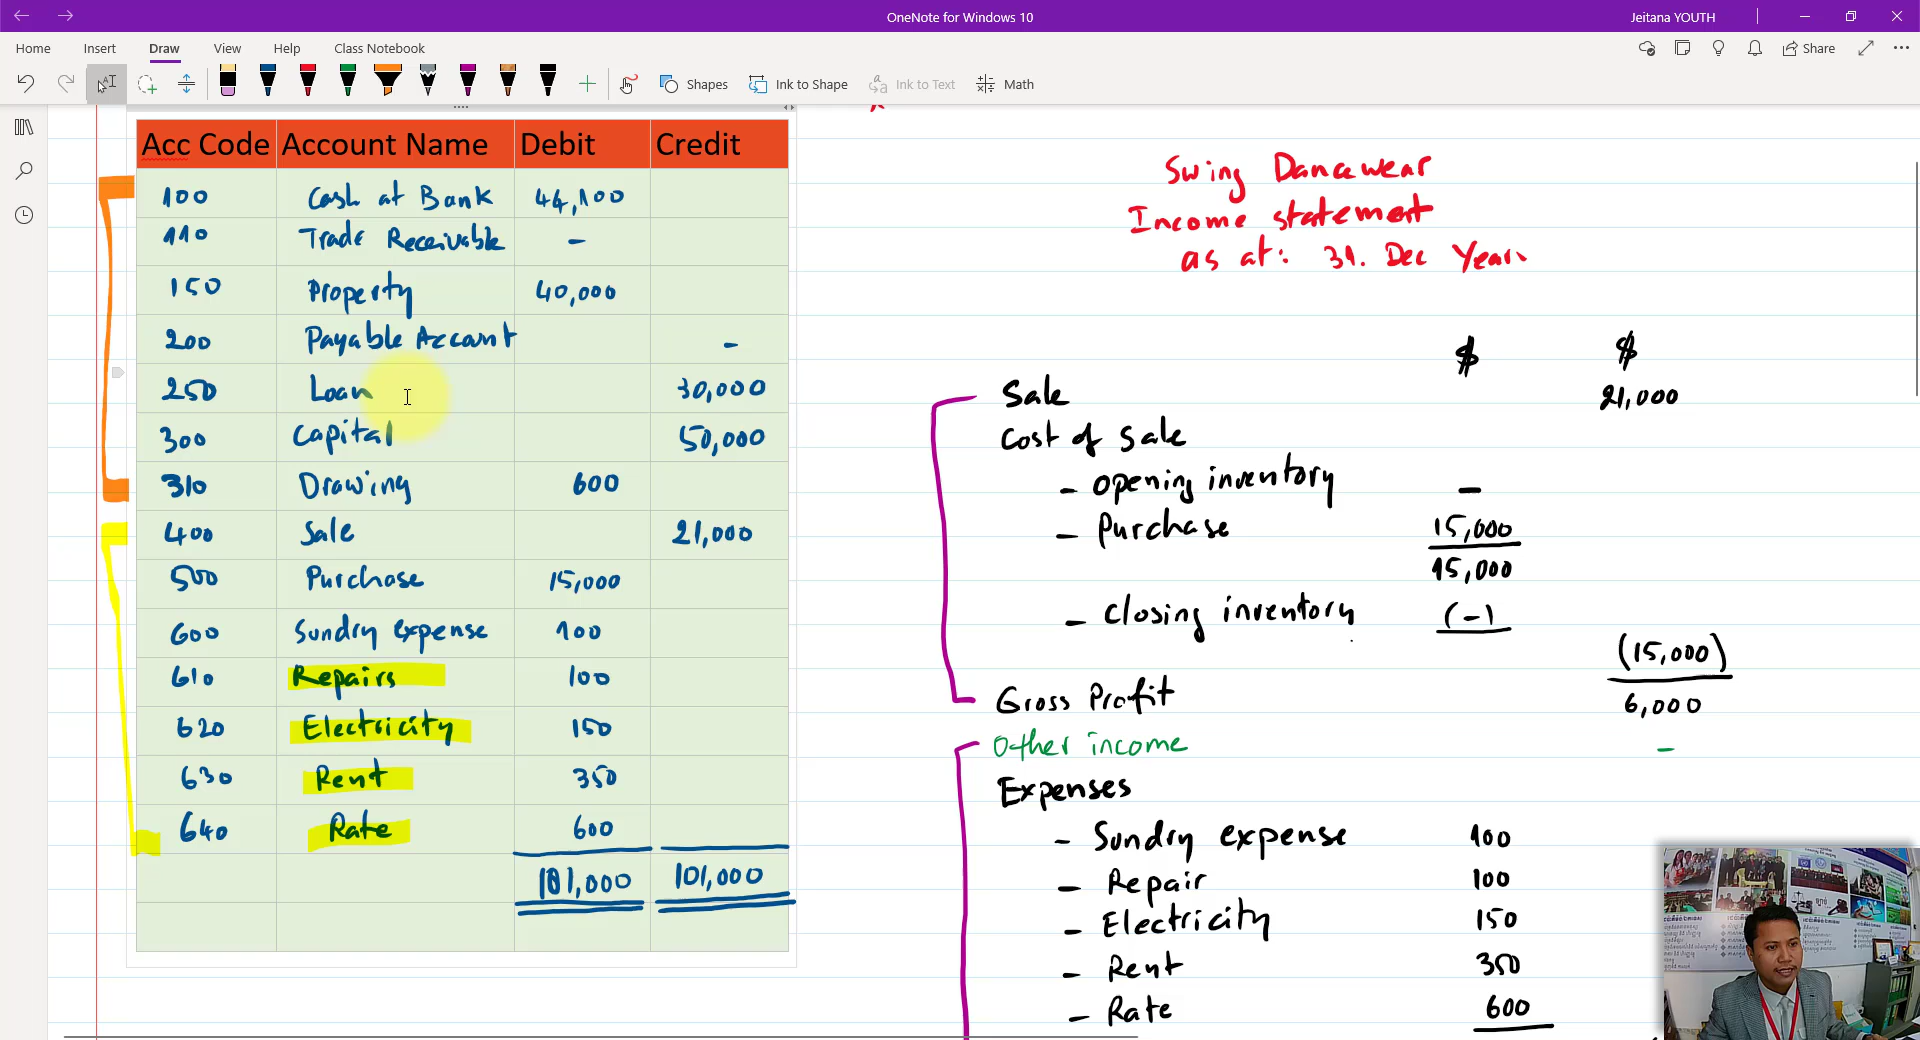 OneNote for Windows 10
Jeitana YOUTH
Home Insert Draw View Help Class Notebook
Share
Shapes Ink to Shape Ink to Text Math
Acc Code Account Name Debit Credit
100 Cash at Bank 44,100
110 Trade Receivable -
150 Property 40,000
200 Payable Account -
250 Loan 30,000
300 Capital 50,000
310 Drawing 600
400 Sale 21,000
500 Purchase 15,000
600 Sundry expense 100
610 Repairs 100
620 Electricity 150
630 Rent 350
640 Rate 600
101,000 101,000
Swing Dancewear
Income statement
as at: 31. Dec Year1
$ $
Sale 21,000
Cost of sale
- Opening inventory -
- Purchase 15,000
15,000
- Closing inventory (-)
(15,000)
Gross Profit 6,000
Other income -
Expenses
- Sundry expense 100
- Repair 100
- Electricity 150
- Rent 350
- Rate 600